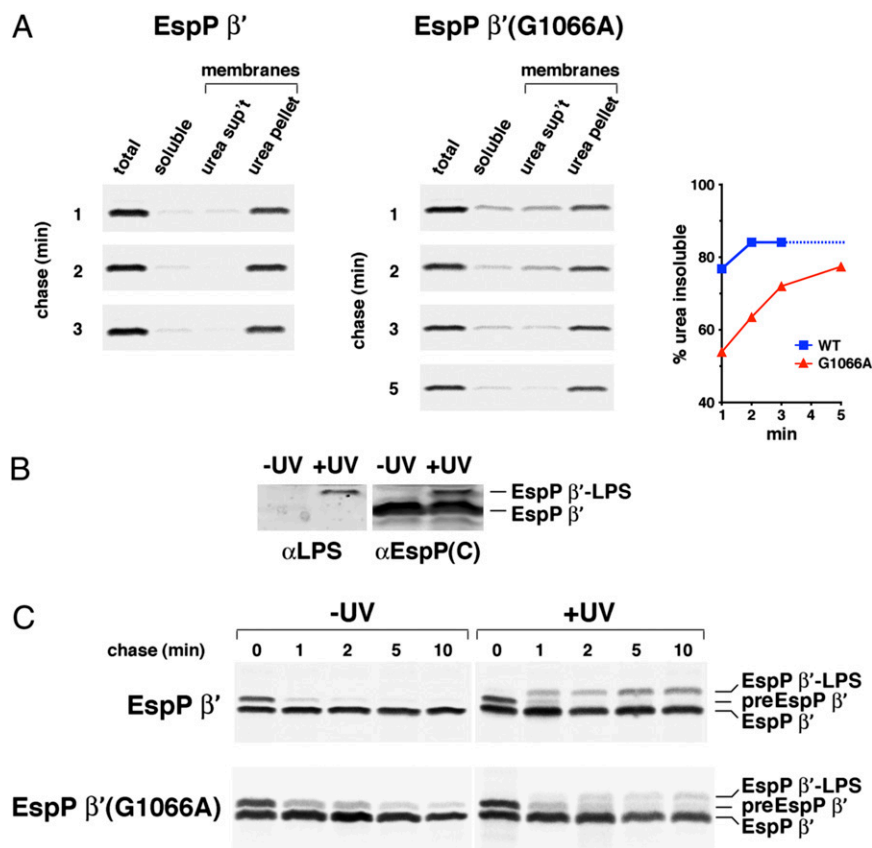 A
EspP β' EspP β'(G1066A)
membranes membranes
total soluble urea sup't urea pellet total soluble urea sup't urea pellet
chase (min) 1 2 3
chase (min) 1 2 3 5
% urea insoluble
100
80
60
40
WT
G1066A
1 2 3 4 5
min
B
-UV +UV -UV +UV
EspP β'-LPS
EspP β'
αLPS αEspP(C)
C
-UV +UV
chase (min) 0 1 2 5 10 0 1 2 5 10
EspP β'
EspP β'-LPS
preEspP β'
EspP β'
EspP β'(G1066A)
EspP β'-LPS
preEspP β'
EspP β'